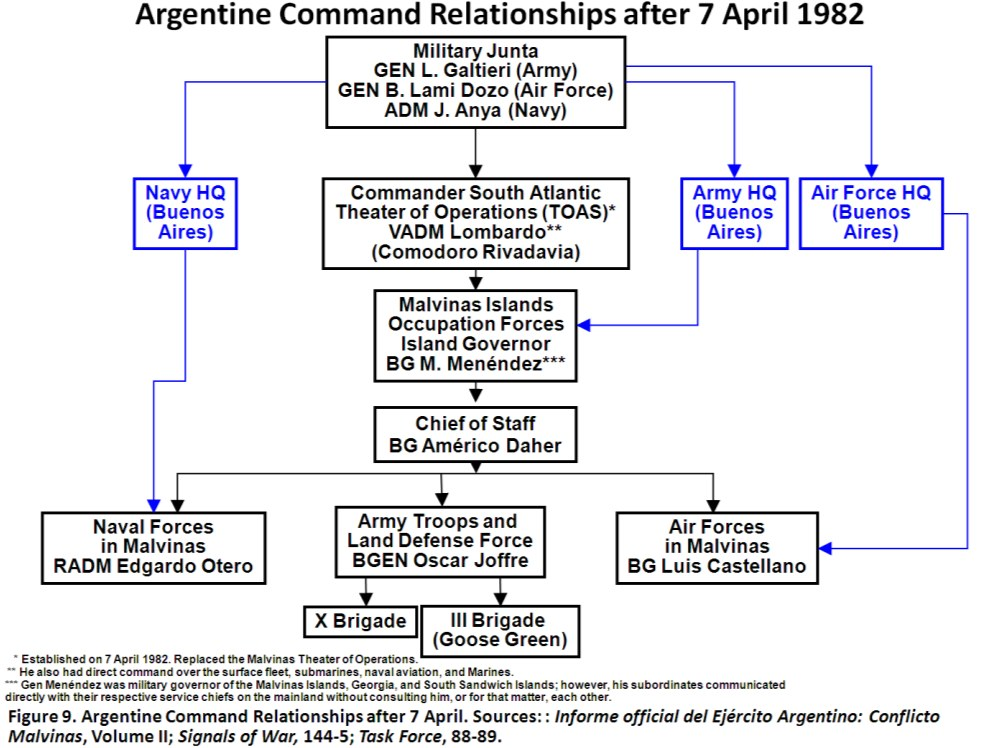 Argentine Command Relationships after 7 April 1982
Military Junta
GEN L. Galtieri (Army)
GEN B. Lami Dozo (Air Force)
ADM J. Anya (Navy)
Navy HQ
(Buenos
Aires)
Commander South Atlantic
Theater of Operations (TOAS)*
VADM Lombardo**
(Comodoro Rivadavia)
Army HQ
(Buenos
Aires)
Air Force HQ
(Buenos
Aires)
Malvinas Islands
Occupation Forces
Island Governor
BG M. Menéndez***
Chief of Staff
BG Américo Daher
Naval Forces
in Malvinas
RADM Edgardo Otero
Army Troops and
Land Defense Force
BGEN Oscar Joffre
Air Forces
in Malvinas
BG Luis Castellano
X Brigade
III Brigade
(Goose Green)
* Established on 7 April 1982. Replaced the Malvinas Theater of Operations.
** He also had direct command over the surface fleet, submarines, naval aviation, and Marines.
*** Gen Menéndez was military governor of the Malvinas Islands, Georgia, and South Sandwich Islands; however, his subordinates communicated
directly with their respective service chiefs on the mainland without consulting him, or for that matter, each other.
Figure 9. Argentine Command Relationships after 7 April. Sources: : Informe official del Ejército Argentino: Conflicto
Malvinas, Volume II; Signals of War, 144-5; Task Force, 88-89.